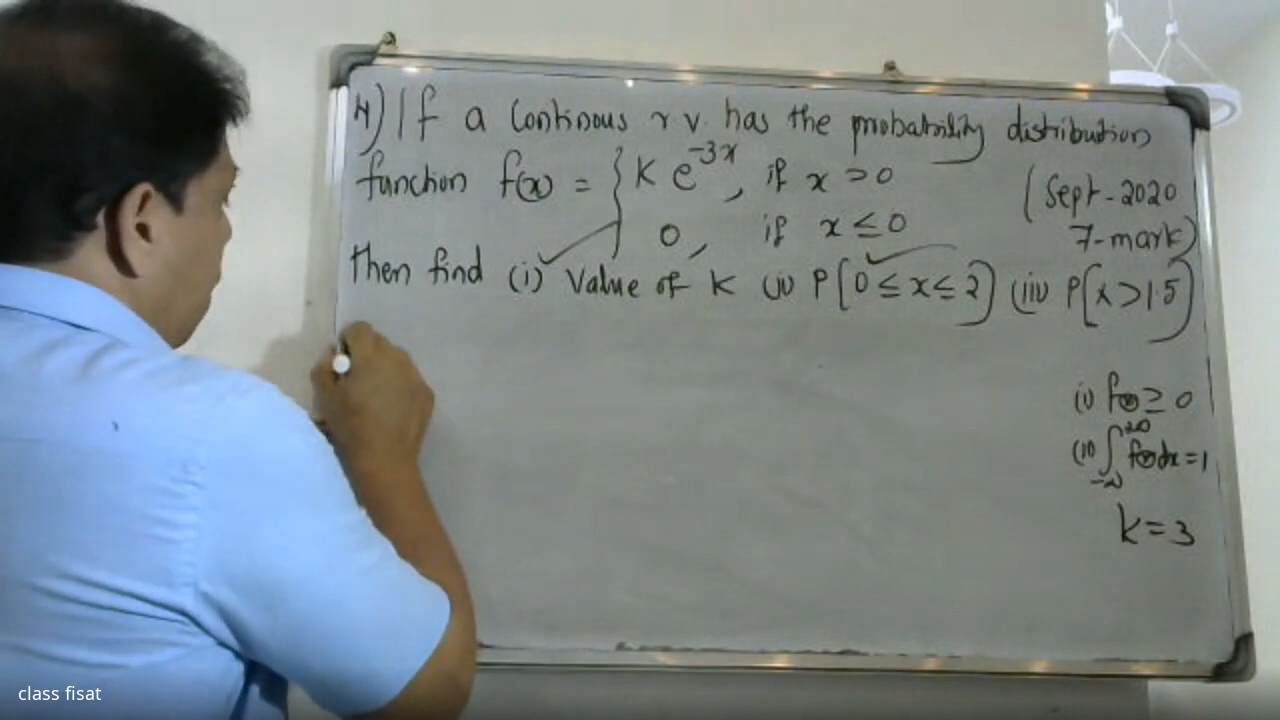 4) If a Continous r v. has the probability distribution
function f(x) = { k e^{-3x}, if x > 0
0, if x ≤ 0
(Sept-2020
7-mark)
then find (i) Value of k (ii) P[0 ≤ x ≤ 2] (iii) P[x > 1.5]
(i) f(x) ≥ 0
(ii) ∫_{-∞}^{∞} f(x)dx = 1
k = 3
class fisat